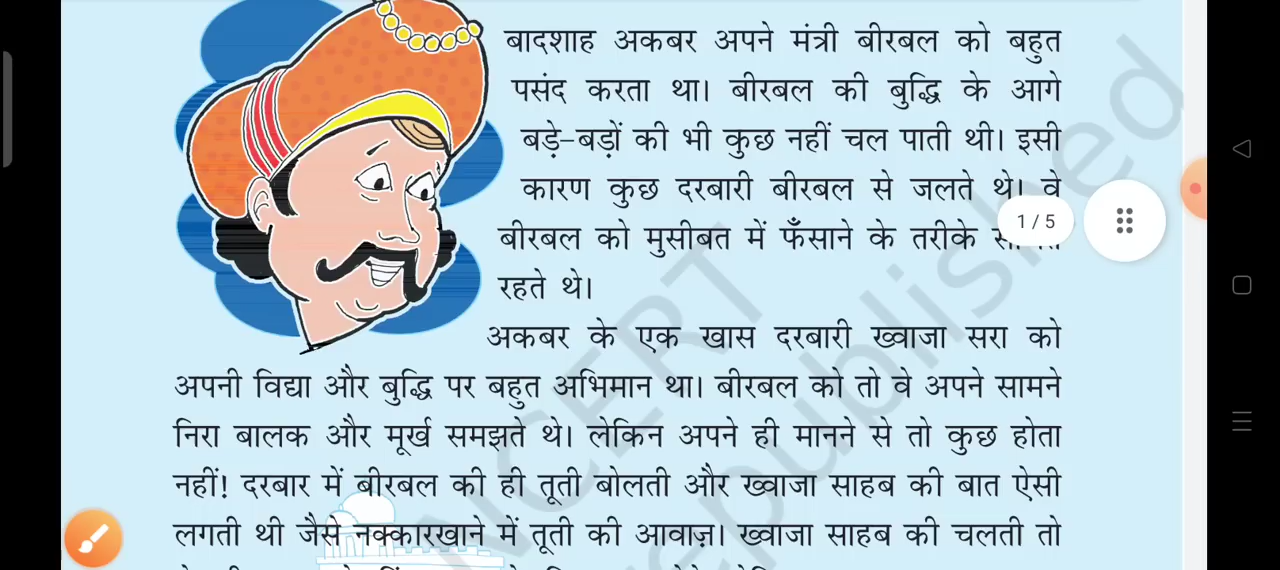 बादशाह अकबर अपने मंत्री बीरबल को बहुत
पसंद करता था। बीरबल की बुद्धि के आगे
बड़े-बड़ों की भी कुछ नहीं चल पाती थी। इसी
कारण कुछ दरबारी बीरबल से जलते थे। वे
बीरबल को मुसीबत में फँसाने के तरीके
रहते थे।
1 / 5
अकबर के एक खास दरबारी ख्वाजा सरा को
अपनी विद्या और बुद्धि पर बहुत अभिमान था। बीरबल को तो वे अपने सामने
निरा बालक और मूर्ख समझते थे। लेकिन अपने ही मानने से तो कुछ होता
नहीं! दरबार में बीरबल की ही तूती बोलती और ख्वाजा साहब की बात ऐसी
लगती थी जैसे नक्कारखाने में तूती की आवाज़। ख्वाजा साहब की चलती तो
NCERT
republished